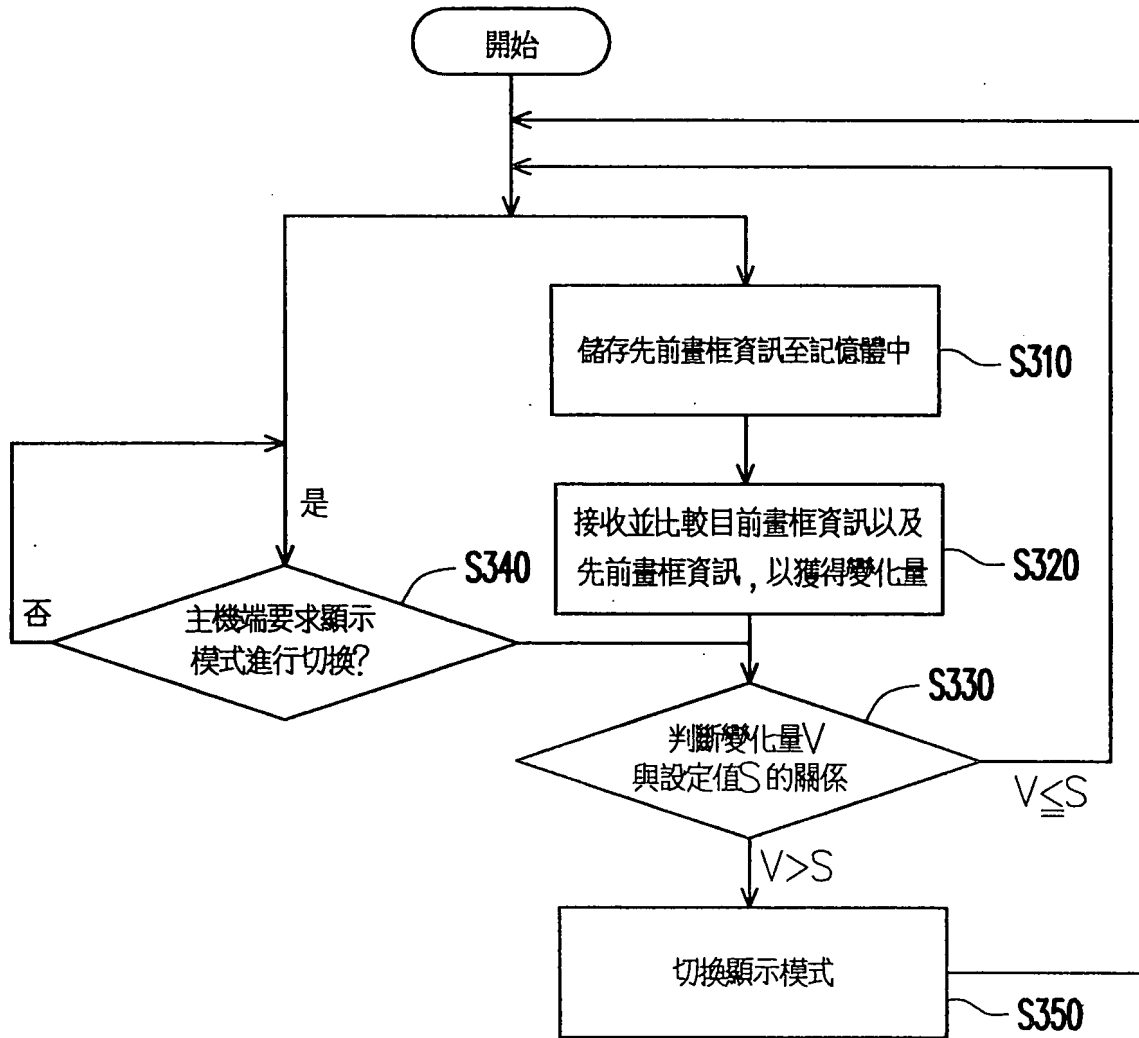 開始
儲存先前畫框資訊至記憶體中
S310
是
接收並比較目前畫框資訊以及
先前畫框資訊，以獲得變化量
S320
S340
否
主機端要求顯示
模式進行切換?
S330
判斷變化量V
與設定值S的關係
V≦S
V>S
切換顯示模式
S350